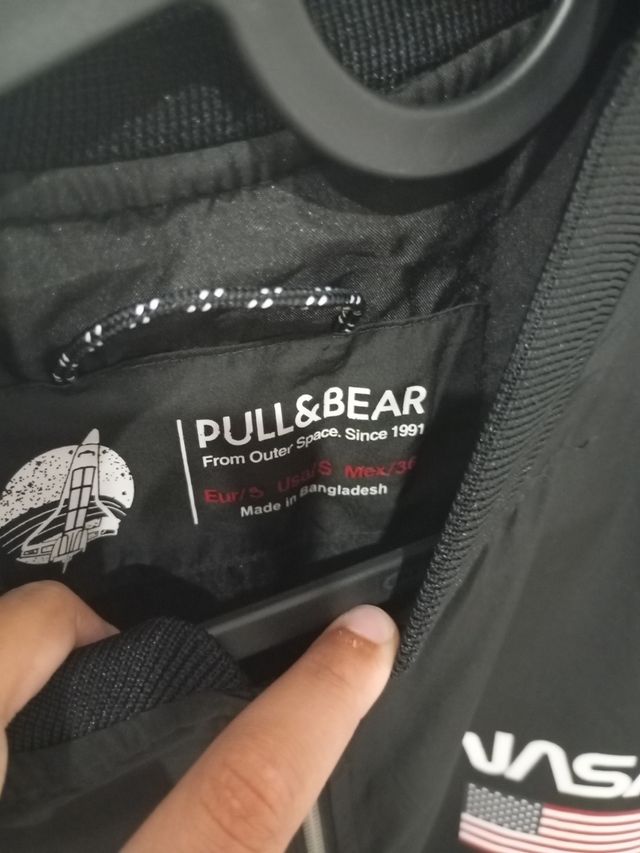 PULL&BEAR
From Outer Space. Since 1991
Eur/S Usa/S Mex/36
Made in Bangladesh
NASA